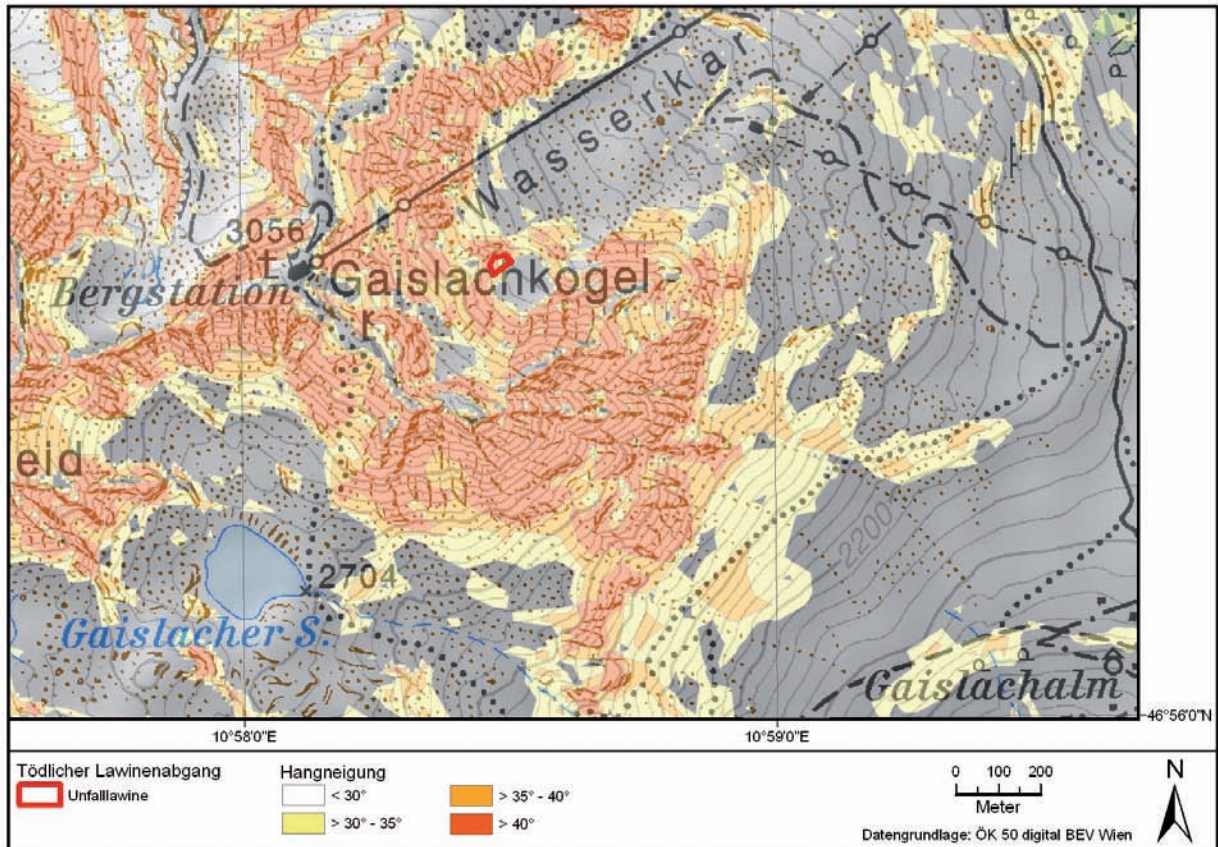 Wasserkar
3056
Gaislachkogel
Bergstation
eid
2704
2200
Gaislacher S.
Gaislachalm
46°56'0"N
10°58'0"E
10°59'0"E
Tödlicher Lawinenabgang
Unfalllawine
Hangneigung
< 30°
> 30° - 35°
> 35° - 40°
> 40°
0 100 200
Meter
N
Datengrundlage: ÖK 50 digital BEV Wien